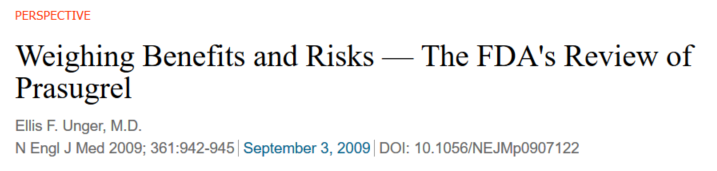 PERSPECTIVE
Weighing Benefits and Risks — The FDA's Review of
Prasugrel
Ellis F. Unger, M.D.
N Engl J Med 2009; 361:942-945 | September 3, 2009 | DOI: 10.1056/NEJMp0907122